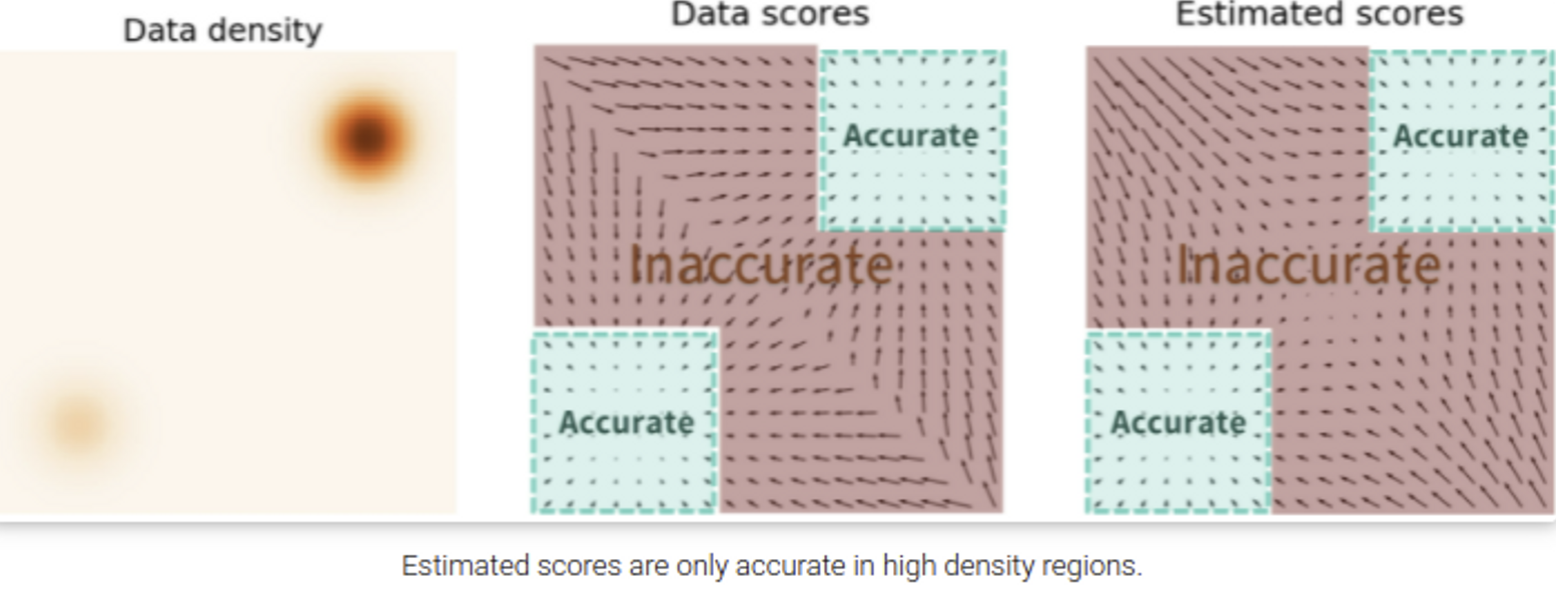 Data density
Data scores
Estimated scores
Accurate
Accurate
Inaccurate
Inaccurate
Accurate
Accurate
Estimated scores are only accurate in high density regions.